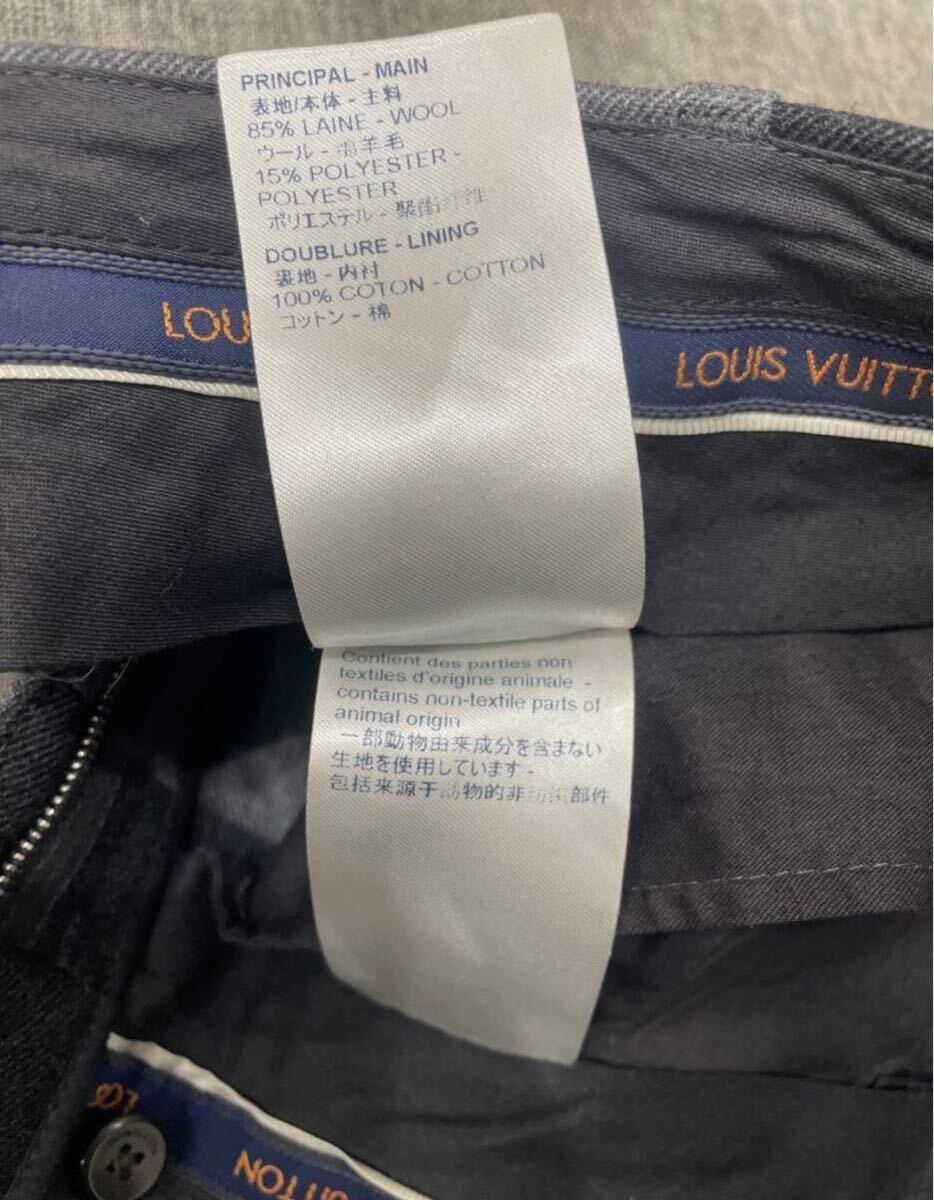 PRINCIPAL - MAIN
表地/本体 - 主料
85% LAINE - WOOL
ウール - 羊毛
15% POLYESTER -
POLYESTER
ポリエステル - 聚酯纤维
DOUBLURE - LINING
裏地 - 内衬
100% COTON - COTTON
コットン - 棉
LOU
LOUIS VUITT
Contient des parties non
textiles d'origine animale -
contains non-textile parts of
animal origin
一部動物由来成分を含まない
生地を使用しています -
包括来源于动物的非纺织部件
LO
UITTON